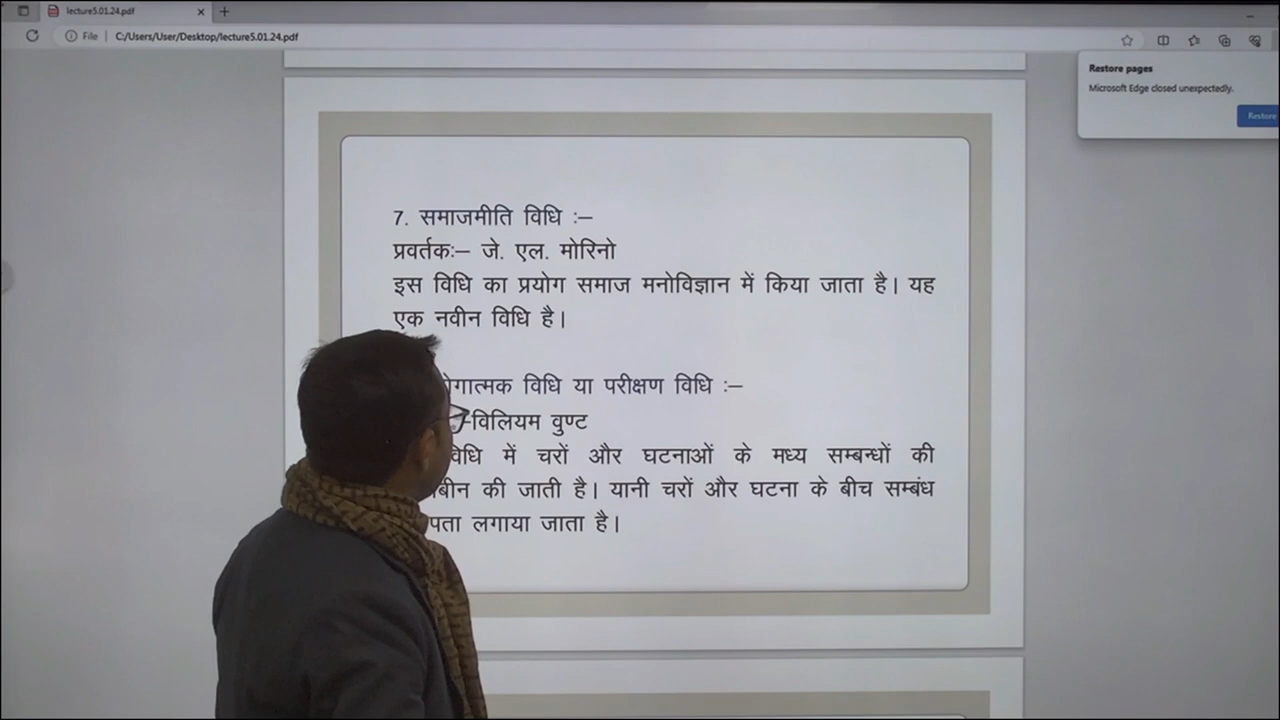 lecture5.01.24.pdf
File | C:/Users/User/Desktop/lecture5.01.24.pdf
Restore pages
Microsoft Edge closed unexpectedly.
Restore
7. समाजमीति विधि :–
प्रवर्तकः– जे. एल. मोरिनो
इस विधि का प्रयोग समाज मनोविज्ञान में किया जाता है। यह
एक नवीन विधि है।
विधि या परीक्षण विधि :–
विलियम वुण्ट
विधि में चरों और घटनाओं के मध्य सम्बन्धों की
की जाती है। यानी चरों और घटना के बीच सम्बंध
पता लगाया जाता है।